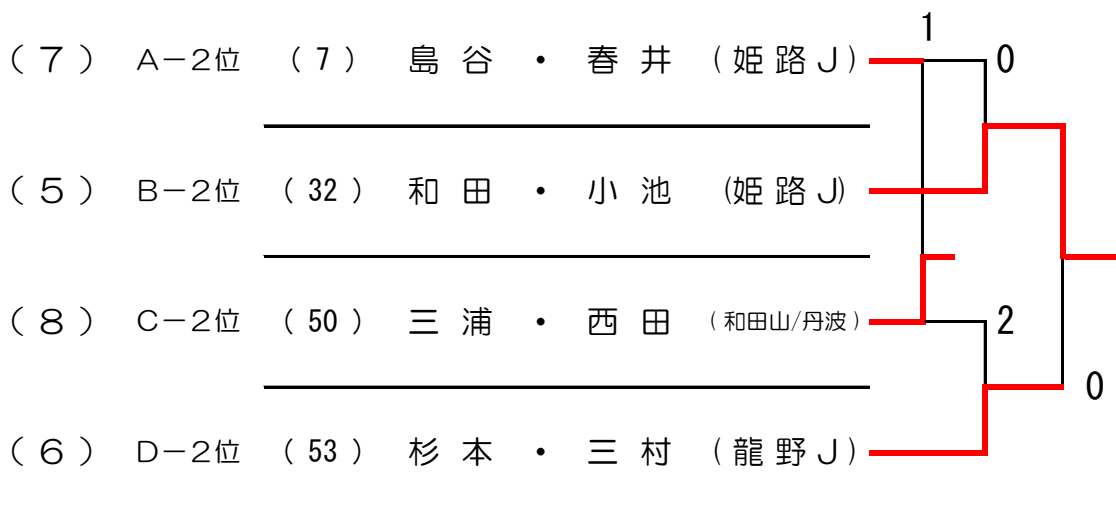 1
（７） A－2位 （ 7 ） 島 谷 ・ 春 井 （姫 路 J） 0
（５） B－2位 （ 32 ） 和 田 ・ 小 池 （姫 路 J）
（８） C－2位 （ 50 ） 三 浦 ・ 西 田 （和田山/丹波） 2
0
（６） D－2位 （ 53 ） 杉 本 ・ 三 村 （龍 野 J）